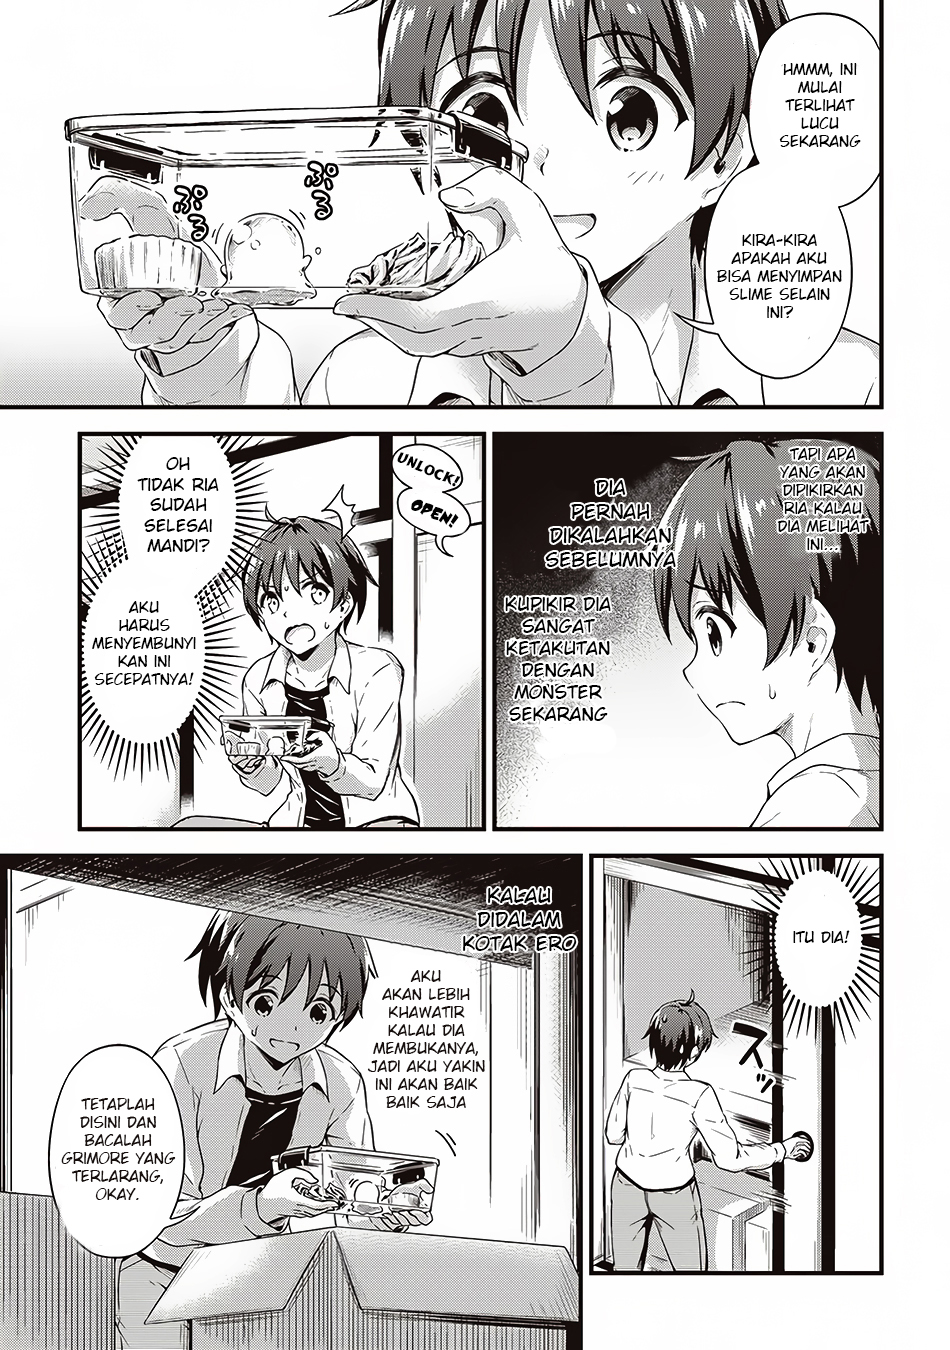 HMMM, INI
MULAI
TERLIHAT
LUCU
SEKARANG
KIRA-KIRA
APAKAH AKU
BISA MENYIMPAN
SLIME SELAIN
INI?
ぷる
ぷる
TAPI APA
YANG AKAN
DIPIKIRKAN
RIA KALAU
DIA MELIHAT
INI...
DIA
PERNAH
DIKALAHKAN
SEBELUMNYA
KUPIKIR DIA
SANGAT
KETAKUTAN
DENGAN
MONSTER
SEKARANG
UNLOCK!
OPEN!
OH
TIDAK RIA
SUDAH
SELESAI
MANDI?
AKU
HARUS
MENYEMBUNYI
KAN INI
SECEPATNYA!
ITU DIA!
ズッ
KALAU
DIDALAM
KOTAK ERO
AKU
AKAN LEBIH
KHAWATIR
KALAU DIA
MEMBUKANYA,
JADI AKU YAKIN
INI AKAN BAIK
BAIK SAJA
TETAPLAH
DISINI DAN
BACALAH
GRIMORE YANG
TERLARANG,
OKAY.